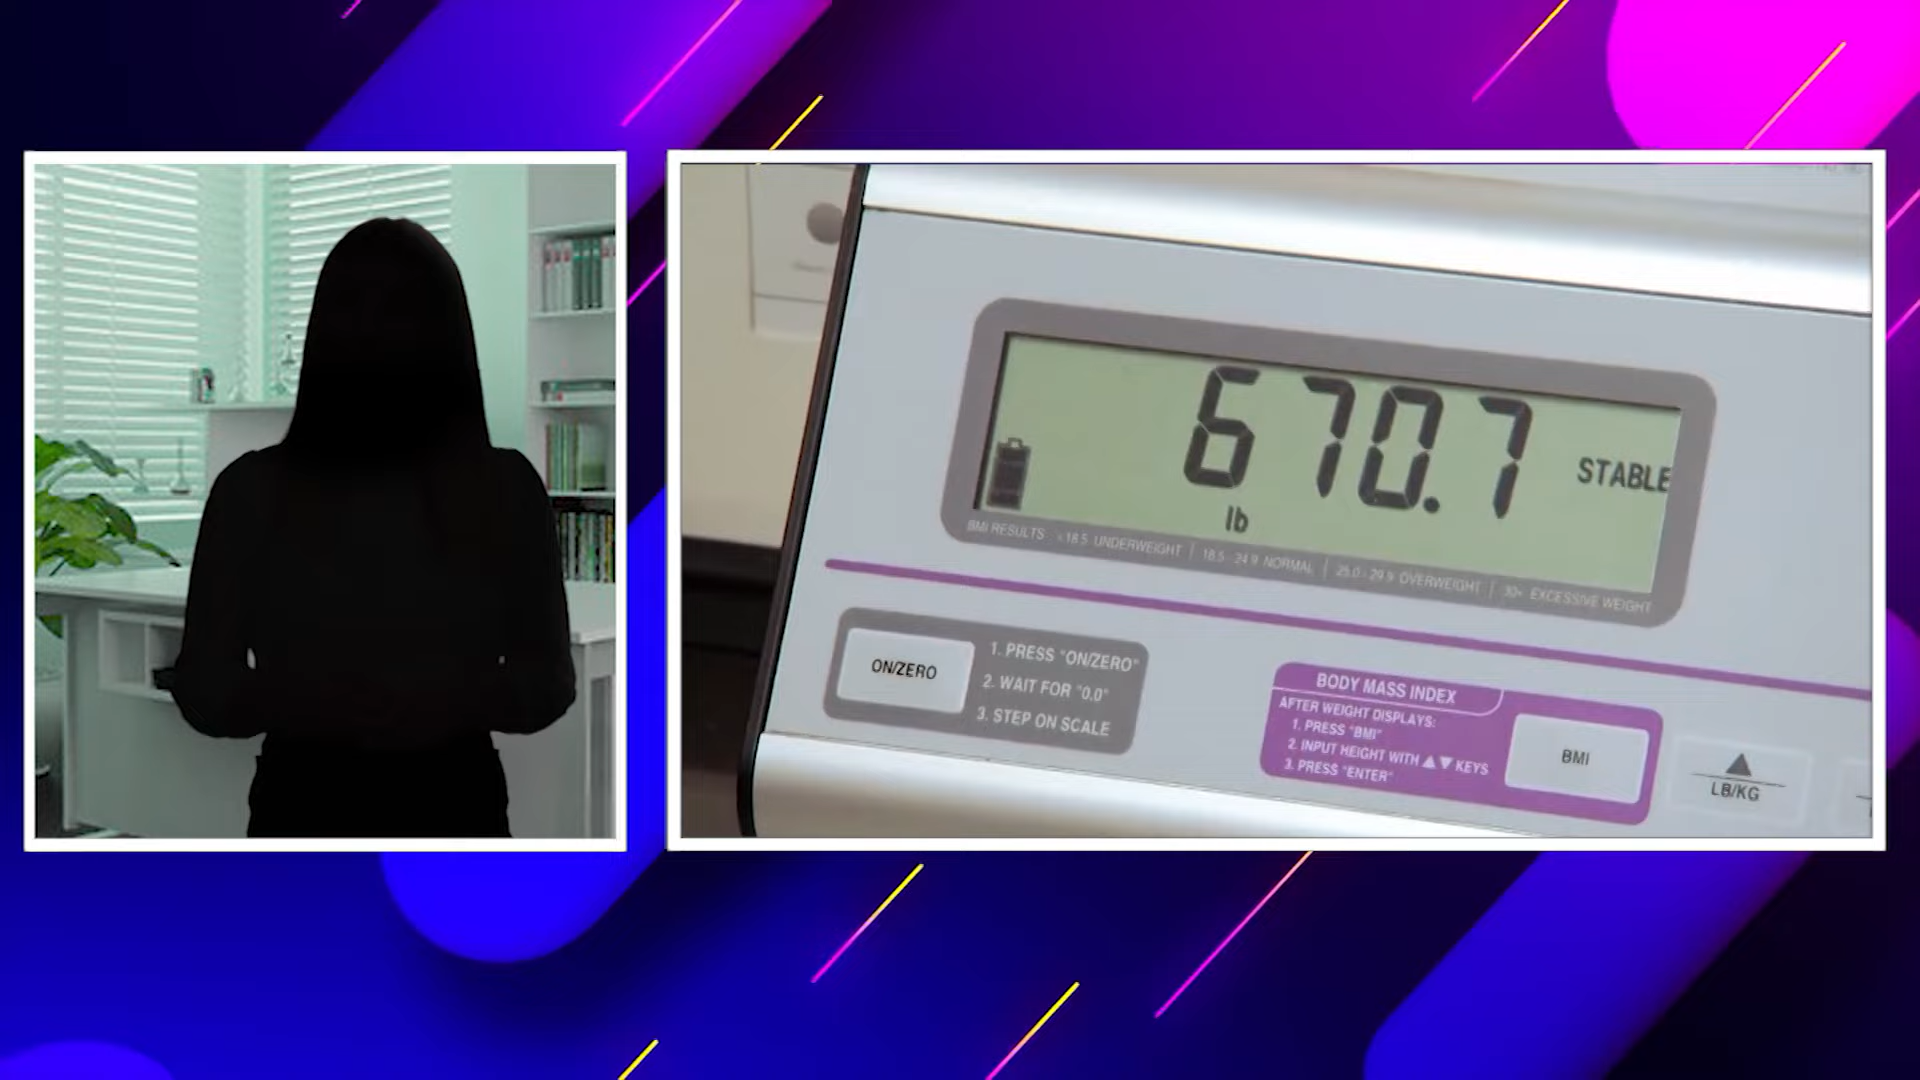 670.7
STABLE
lb
BMI RESULTS <18.5 UNDERWEIGHT | 18.5 - 24.9 NORMAL | 25.0 - 29.9 OVERWEIGHT | 30+ EXCESSIVE WEIGHT
ON/ZERO
1. PRESS "ON/ZERO"
2. WAIT FOR "0.0"
3. STEP ON SCALE
BODY MASS INDEX
AFTER WEIGHT DISPLAYS:
1. PRESS "BMI"
2. INPUT HEIGHT WITH ▲▼ KEYS
3. PRESS "ENTER"
BMI
▲
LB/KG